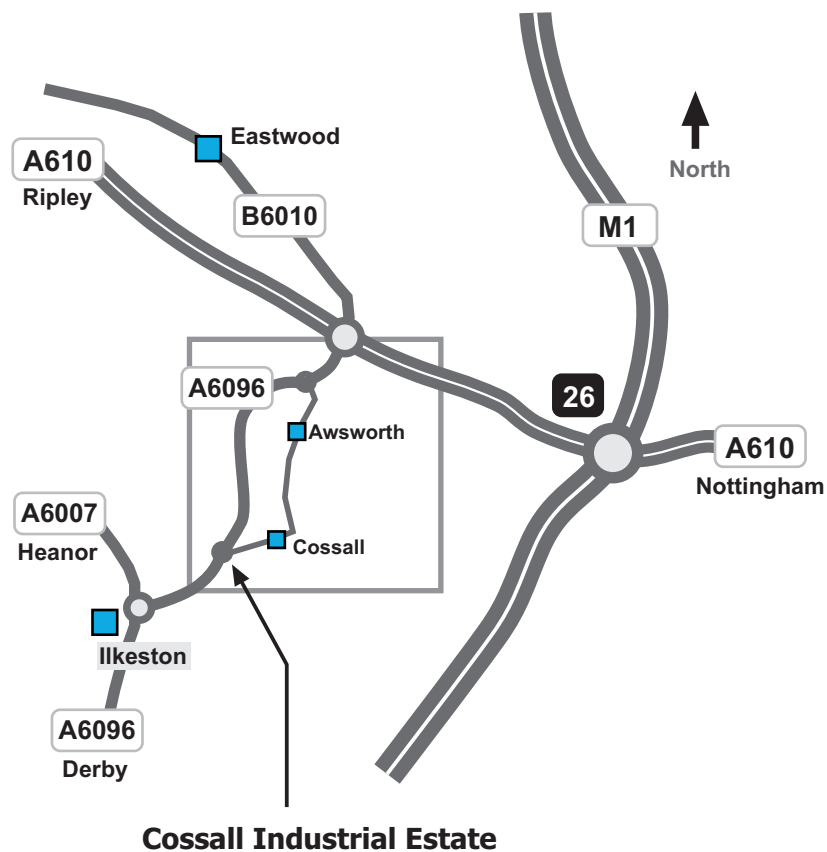 Eastwood
A610
Ripley
B6010
North
M1
A6096
26
Awsworth
A610
Nottingham
A6007
Heanor
Cossall
Ilkeston
A6096
Derby
Cossall Industrial Estate